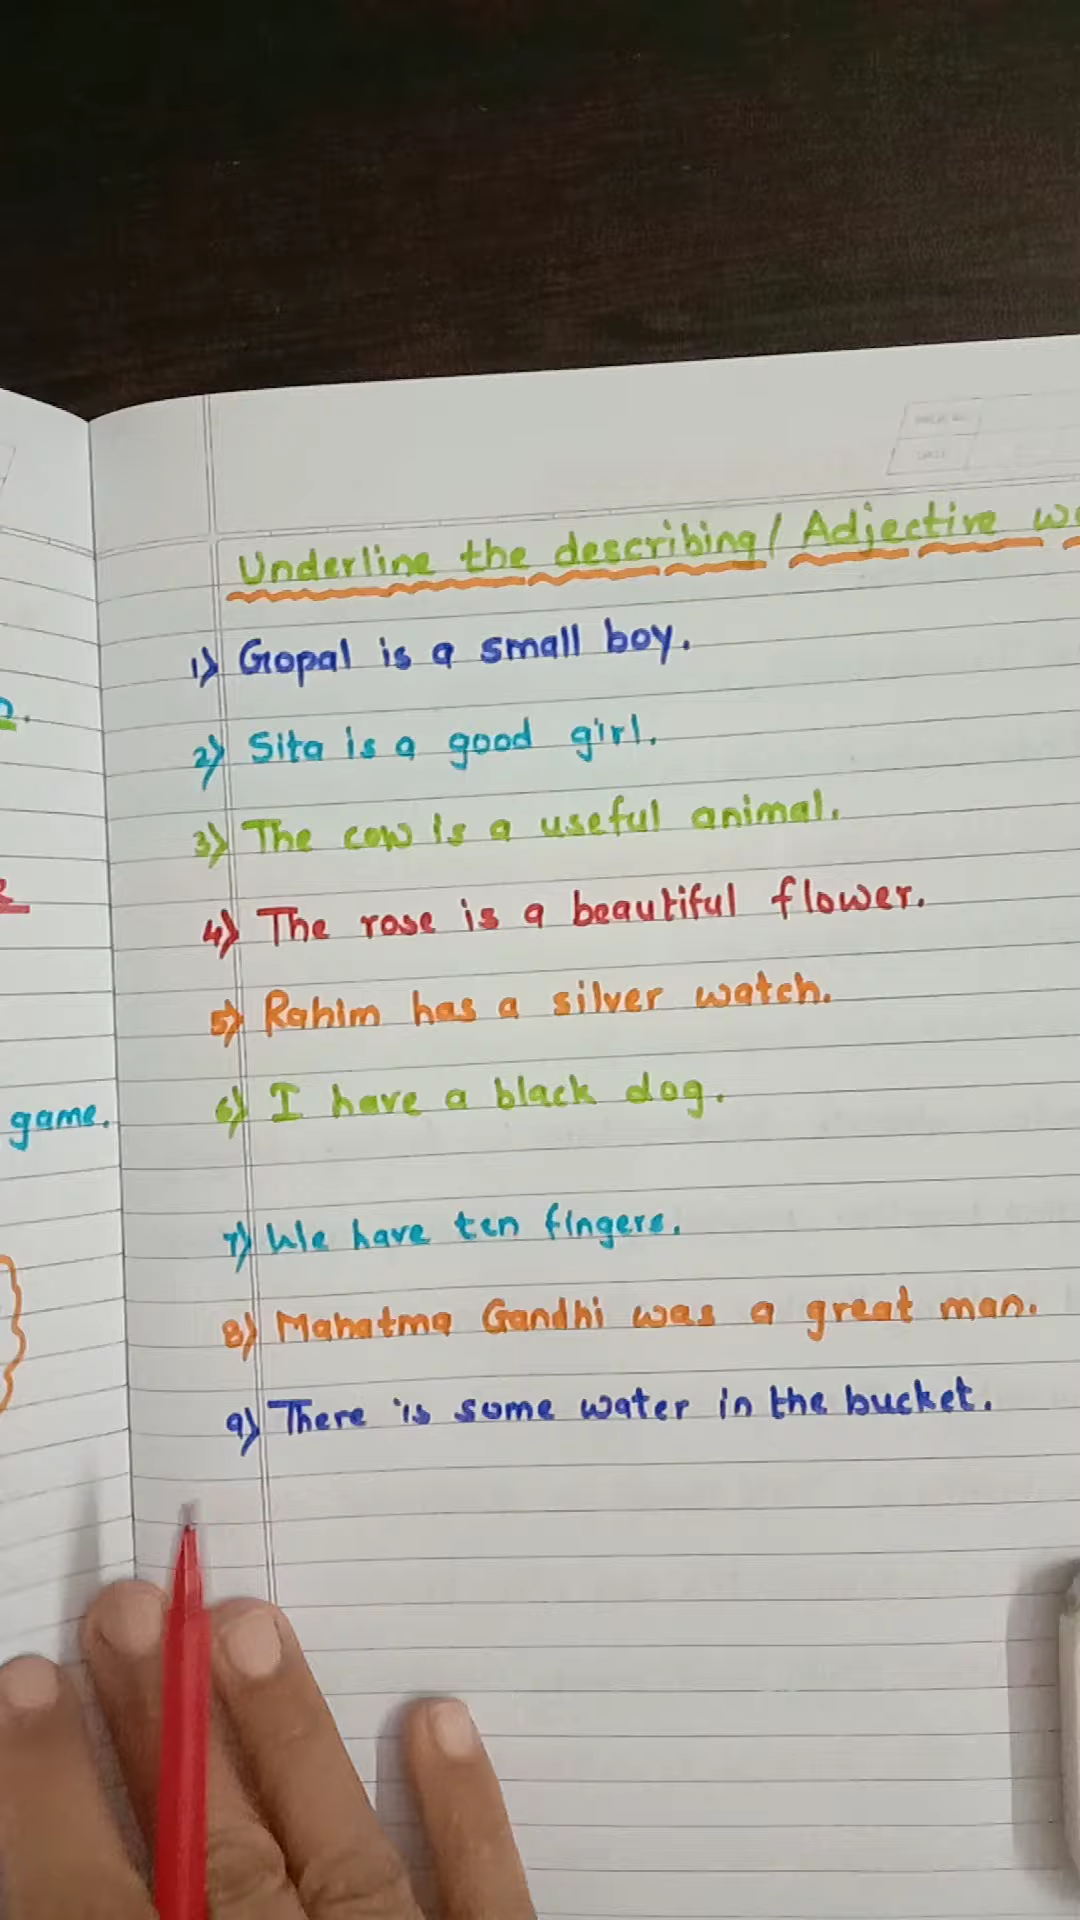 Underline the describing / Adjective
1) Gopal is a small boy.
2) Sita is a good girl.
3) The cow is a useful animal.
4) The rose is a beautiful flower.
5) Rahim has a silver watch.
6) I have a black dog.
game.
7) We have ten fingers.
8) Mahatma Gandhi was a great man.
9) There is some water in the bucket.